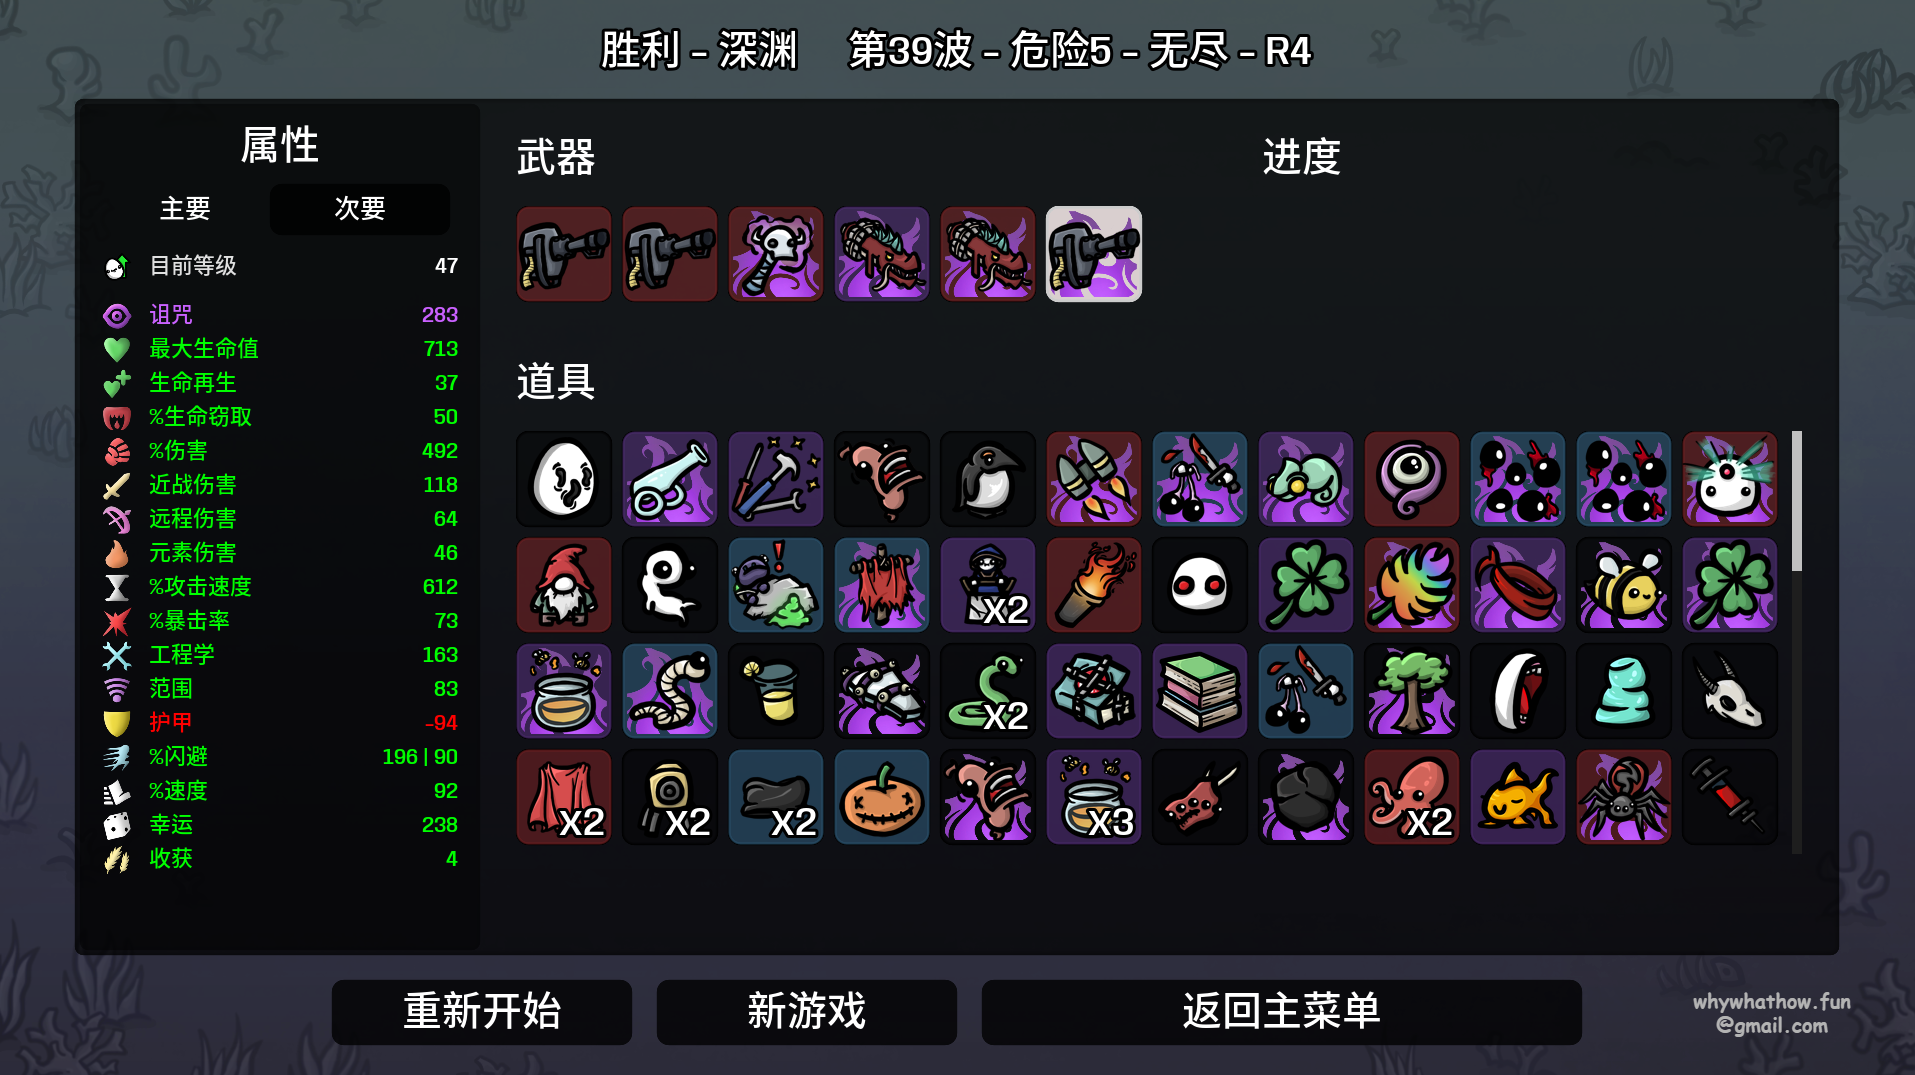 胜利 - 深渊 第39波 - 危险5 - 无尽 - R4
属性
主要 次要
目前等级 47
诅咒 283
最大生命值 713
生命再生 37
%生命窃取 50
%伤害 492
近战伤害 118
远程伤害 64
元素伤害 46
%攻击速度 612
%暴击率 73
工程学 163
范围 83
护甲 -94
%闪避 196 | 90
%速度 92
幸运 238
收获 4
武器
进度
道具
X2
X2
X2 X2 X2 X3 X2
重新开始 新游戏 返回主菜单
whywhathow.fun
@gmail.com